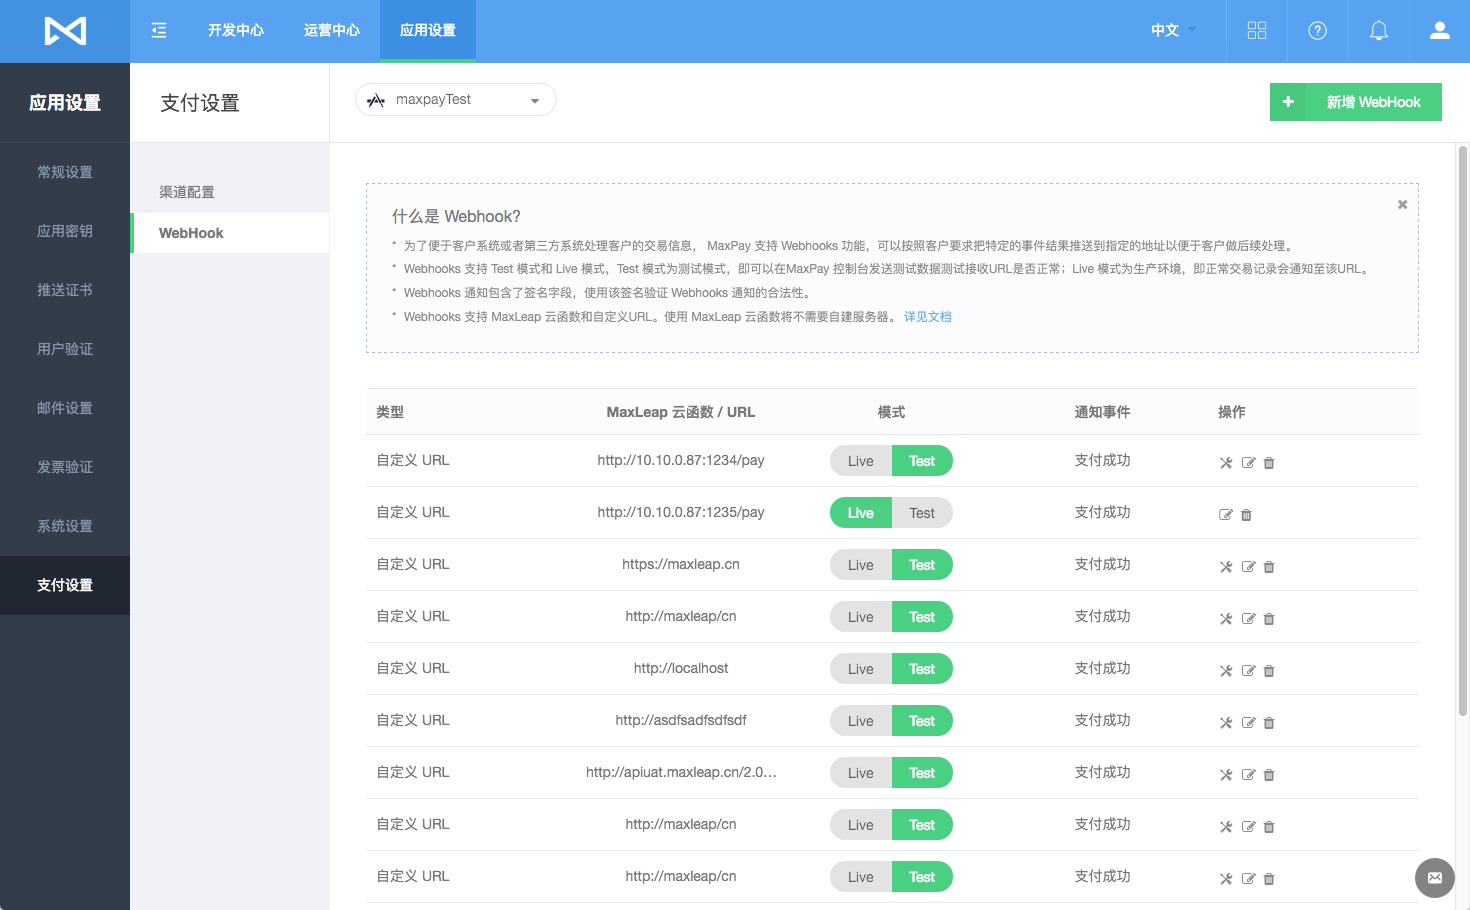 开发中心 运营中心 应用设置 中文
应用设置
支付设置
maxpayTest
新增 WebHook
常规设置
应用密钥
推送证书
用户验证
邮件设置
发票验证
系统设置
支付设置
渠道配置
WebHook
什么是 Webhook?
* 为了便于客户系统或者第三方系统处理客户的交易信息， MaxPay 支持 Webhooks 功能，可以按照客户要求把特定的事件结果推送到指定的地址以便于客户做后续处理。
* Webhooks 支持 Test 模式和 Live 模式，Test 模式为测试模式，即可以在MaxPay 控制台发送测试数据测试接收URL是否正常；Live 模式为生产环境，即正常交易记录会通知至该URL。
* Webhooks 通知包含了签名字段，使用该签名验证 Webhooks 通知的合法性。
* Webhooks 支持 MaxLeap 云函数和自定义URL。使用 MaxLeap 云函数将不需要自建服务器。 详见文档
类型 MaxLeap 云函数 / URL 模式 通知事件 操作
自定义 URL http://10.10.0.87:1234/pay Live Test 支付成功
自定义 URL http://10.10.0.87:1235/pay Live Test 支付成功
自定义 URL https://maxleap.cn Live Test 支付成功
自定义 URL http://maxleap/cn Live Test 支付成功
自定义 URL http://localhost Live Test 支付成功
自定义 URL http://asdfsadfsdfsdf Live Test 支付成功
自定义 URL http://apiuat.maxleap.cn/2.0... Live Test 支付成功
自定义 URL http://maxleap/cn Live Test 支付成功
自定义 URL http://maxleap/cn Live Test 支付成功